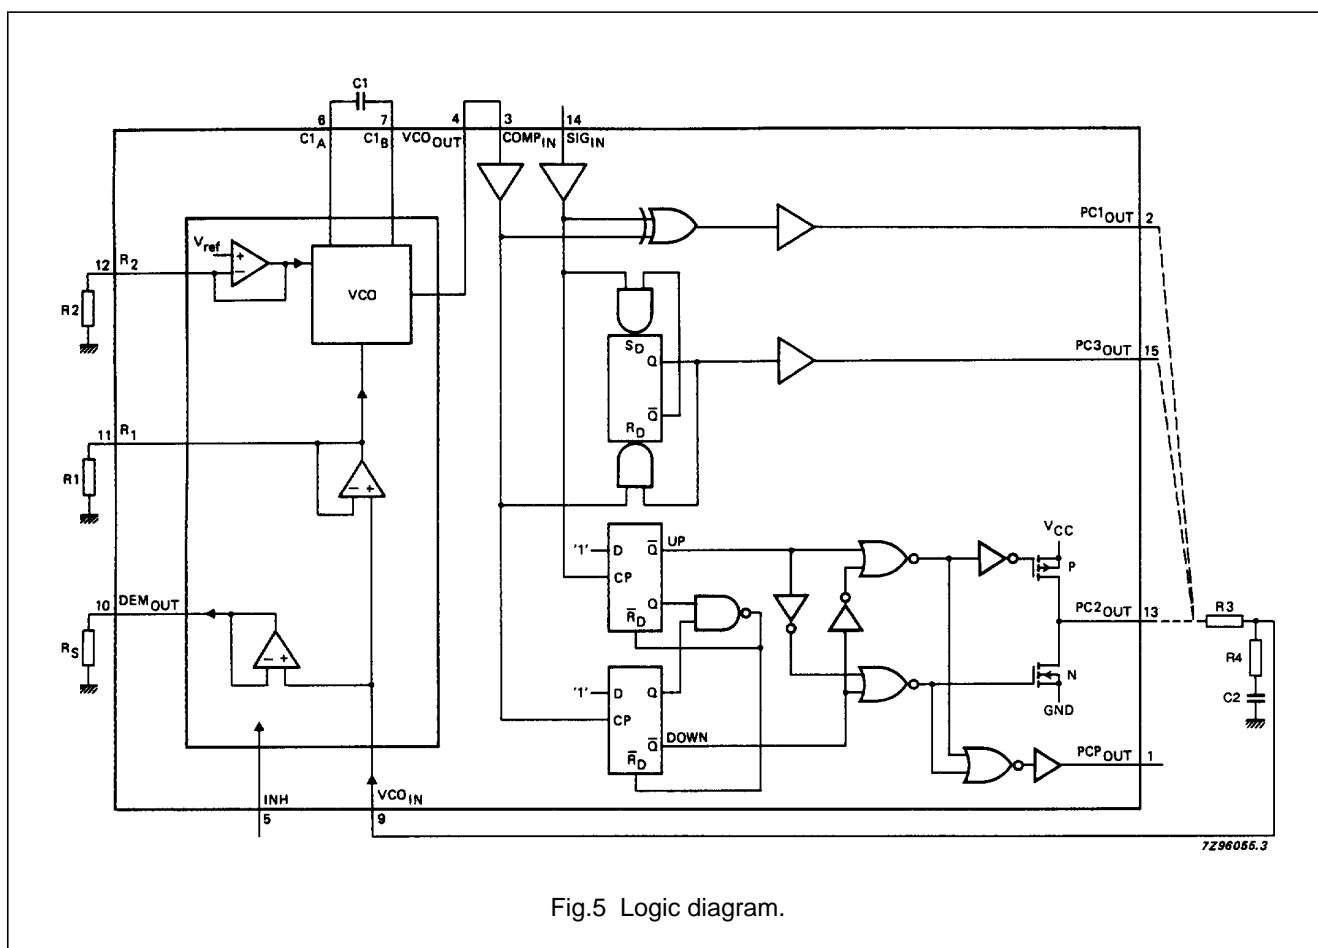 C1
6
7
4
3
14
C1A
C1B
VCOOUT
COMPIN
SIGIN
Vref
+
−
12
R2
R2
VCO
PC1OUT
2
SD
Q
Q̅
RD
PC3OUT
15
11
R1
R1
− +
'1'
D
Q̅
UP
CP
Q
R̅D
VCC
P
10
DEMOUT
RS
− +
PC2OUT
13
R3
R4
C2
N
GND
'1'
D
Q
CP
Q̅
DOWN
R̅D
PCPOUT
1
INH
5
VCOIN
9
7Z96055.3
Fig.5 Logic diagram.